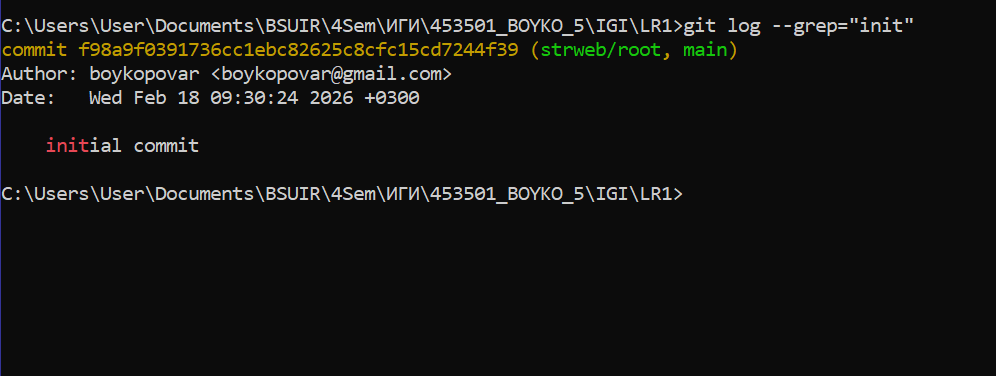 C:\Users\User\Documents\BSUIR\4Sem\ИГИ\453501_BOYKO_5\IGI\LR1>git log --grep="init"
commit f98a9f0391736cc1ebc82625c8cfc15cd7244f39 (strweb/root, main)
Author: boykopovar <boykopovar@gmail.com>
Date:   Wed Feb 18 09:30:24 2026 +0300
    initial commit
C:\Users\User\Documents\BSUIR\4Sem\ИГИ\453501_BOYKO_5\IGI\LR1>